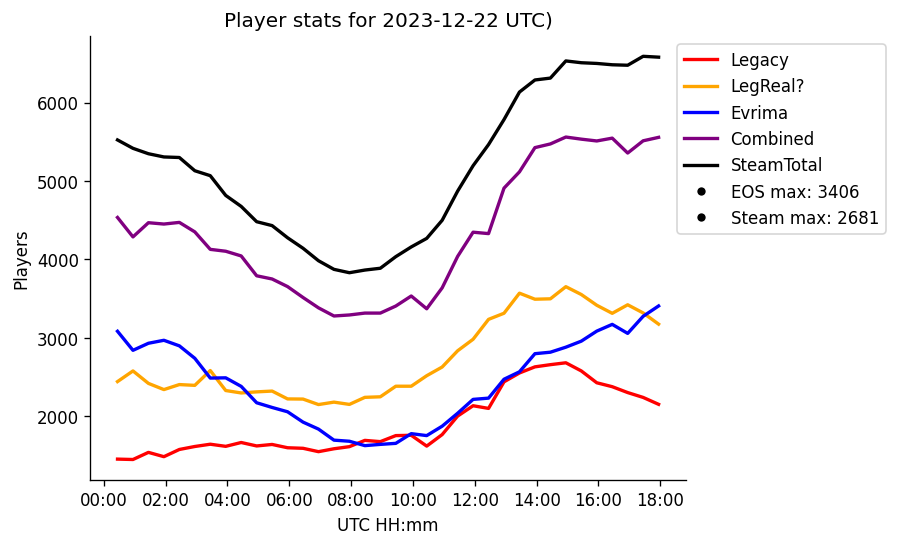 Player stats for 2023-12-22 UTC)
Legacy
LegReal?
Evrima
Combined
SteamTotal
EOS max: 3406
Steam max: 2681
Players
6000
5000
4000
3000
2000
00:00 02:00 04:00 06:00 08:00 10:00 12:00 14:00 16:00 18:00
UTC HH:mm